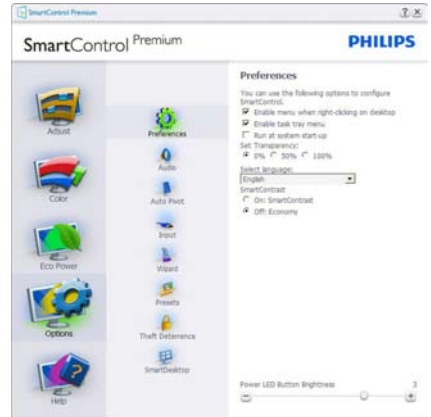 SmartControl Premium
SmartControl Premium
PHILIPS
Adjust
Color
Eco Power
Options
Help
Preferences
Audio
Auto Pivot
Input
Wizard
Presets
Theft Deterrence
SmartDesktop
Preferences
You can use the following options to configure
SmartControl.
Enable menu when right-clicking on desktop
Enable task tray menu
Run at system start-up
Set Transparency:
0% 50% 100%
Select language:
English
SmartContrast
On: SmartContrast
Off: Economy
Power LED Button Brightness 3